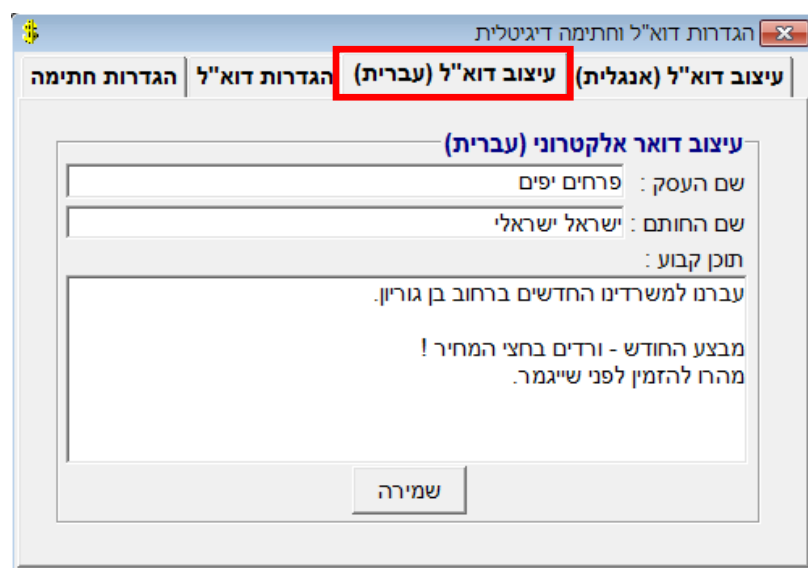 הגדרות דוא"ל וחתימה דיגיטלית
עיצוב דוא"ל (אנגלית) עיצוב דוא"ל (עברית) הגדרות דוא"ל הגדרות חתימה
עיצוב דואר אלקטרוני (עברית)
שם העסק : פרחים יפים
שם החותם : ישראל ישראלי
תוכן קבוע :
עברנו למשרדינו החדשים ברחוב בן גוריון.
מבצע החודש - ורדים בחצי המחיר !
מהרו להזמין לפני שייגמר.
שמירה